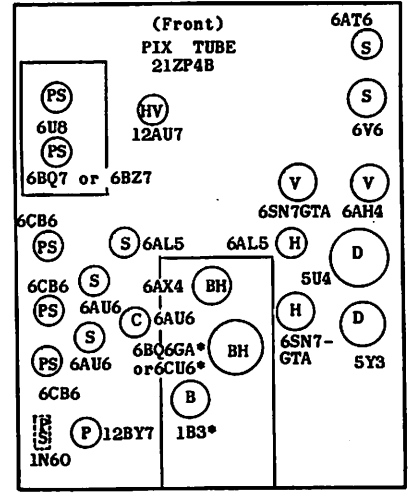 (Front)
PIX TUBE
21ZP4B
6AT6
S
PS
6U8
HV
12AU7
S
6V6
PS
6BQ7 or 6BZ7
V
6SN7GTA
V
6AH4
6CB6
PS
S
6AL5
6AL5
H
D
5U4
6CB6
PS
S
6AU6
6AX4
BH
C
6AU6
H
6SN7-
GTA
D
5Y3
S
6AU6
6BQ6GA*
or6CU6*
BH
PS
6CB6
B
1B3*
PS
1N60
P
12BY7